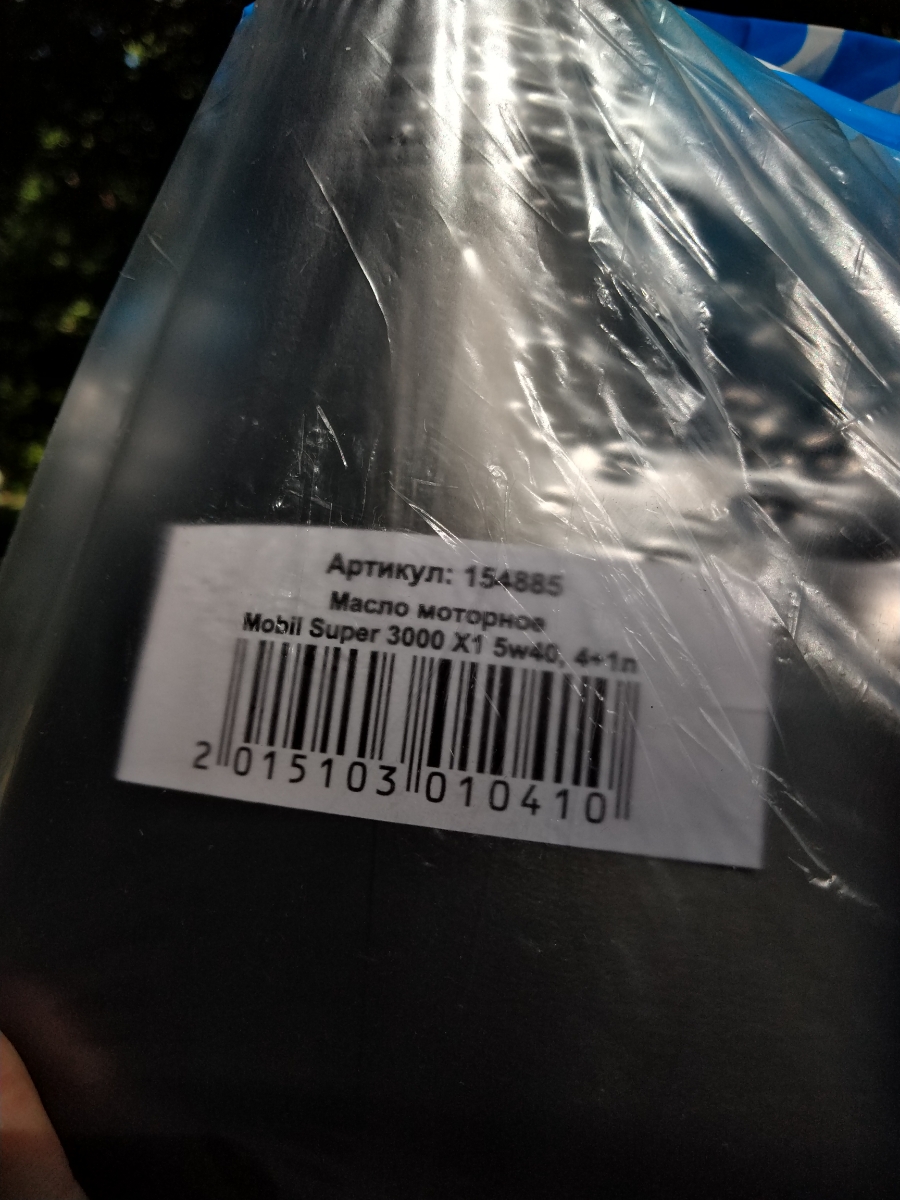 Артикул: 154885
Масло моторное
Mobil Super 3000 X1 5w40, 4+1л
2 015103 010410